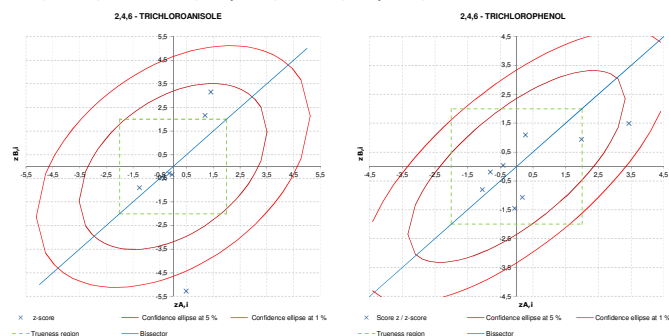 2,4,6 - TRICHLOROANISOLE
5,5
4,5
3,5
2,5
1,5
0,5
-5,5 -4,5 -3,5 -2,5 -1,5 -0,5 0,5 1,5 2,5 3,5 4,5 5,5
-0,5
-1,5
-2,5
-3,5
-4,5
-5,5
zB,i
zA,i
× z-score
Confidence ellipse at 5 %
Confidence ellipse at 1 %
Trueness region
Bissector
2,4,6 - TRICHLOROPHENOL
4,5
3,5
2,5
1,5
0,5
-4,5 -3,5 -2,5 -1,5 -0,5 0,5 1,5 2,5 3,5 4,5
-0,5
-1,5
-2,5
-3,5
-4,5
zB,i
zA,i
× Score z / z-score
Confidence ellipse at 5 %
Confidence ellipse at 1 %
Trueness region
Bissector